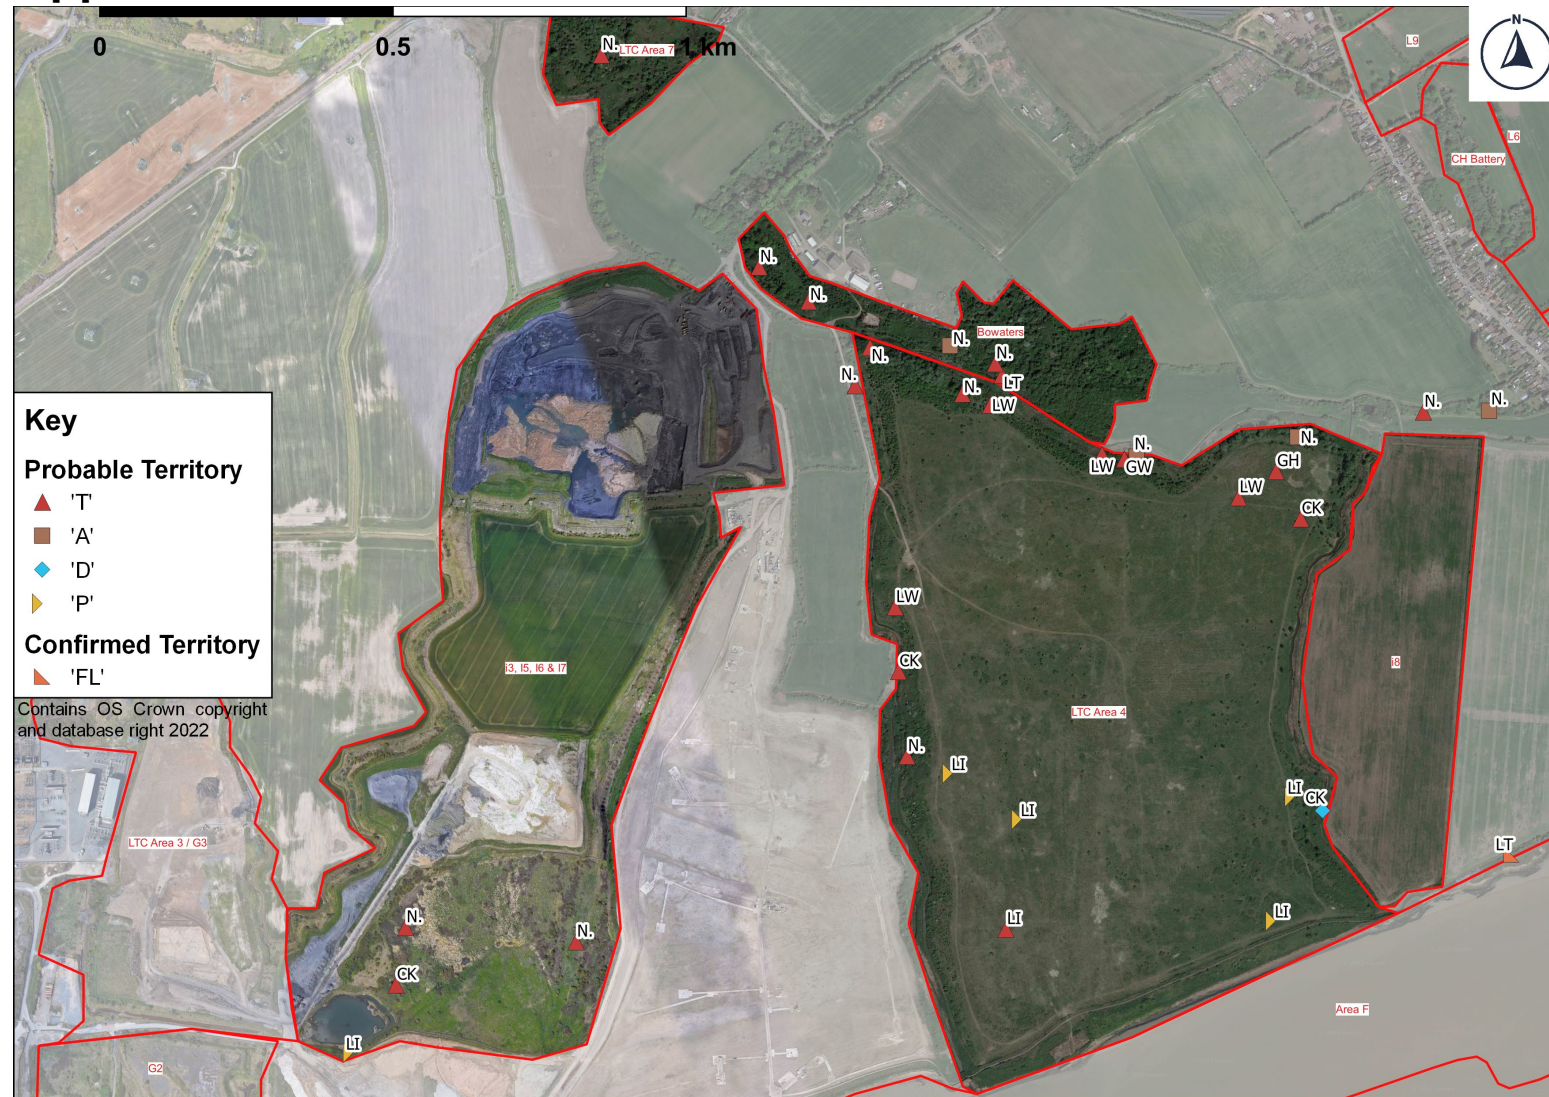 0
0.5
1 km
N
N.
LTC Area 7
L9
L6
CH Battery
N.
N.
N.
Bowaters
N.
N.
N.
LT
N.
LW
N.
N.
N.
N.
LW
GW
GH
LW
CK
Key
Probable Territory
'T'
'A'
'D'
'P'
Confirmed Territory
'FL'
Contains OS Crown copyright
and database right 2022
LW
CK
i3, I5, I6 & I7
i8
LTC Area 4
N.
LI
LI
LI
CK
LTC Area 3 / G3
LT
N.
N.
LI
LI
CK
Area F
LI
G2